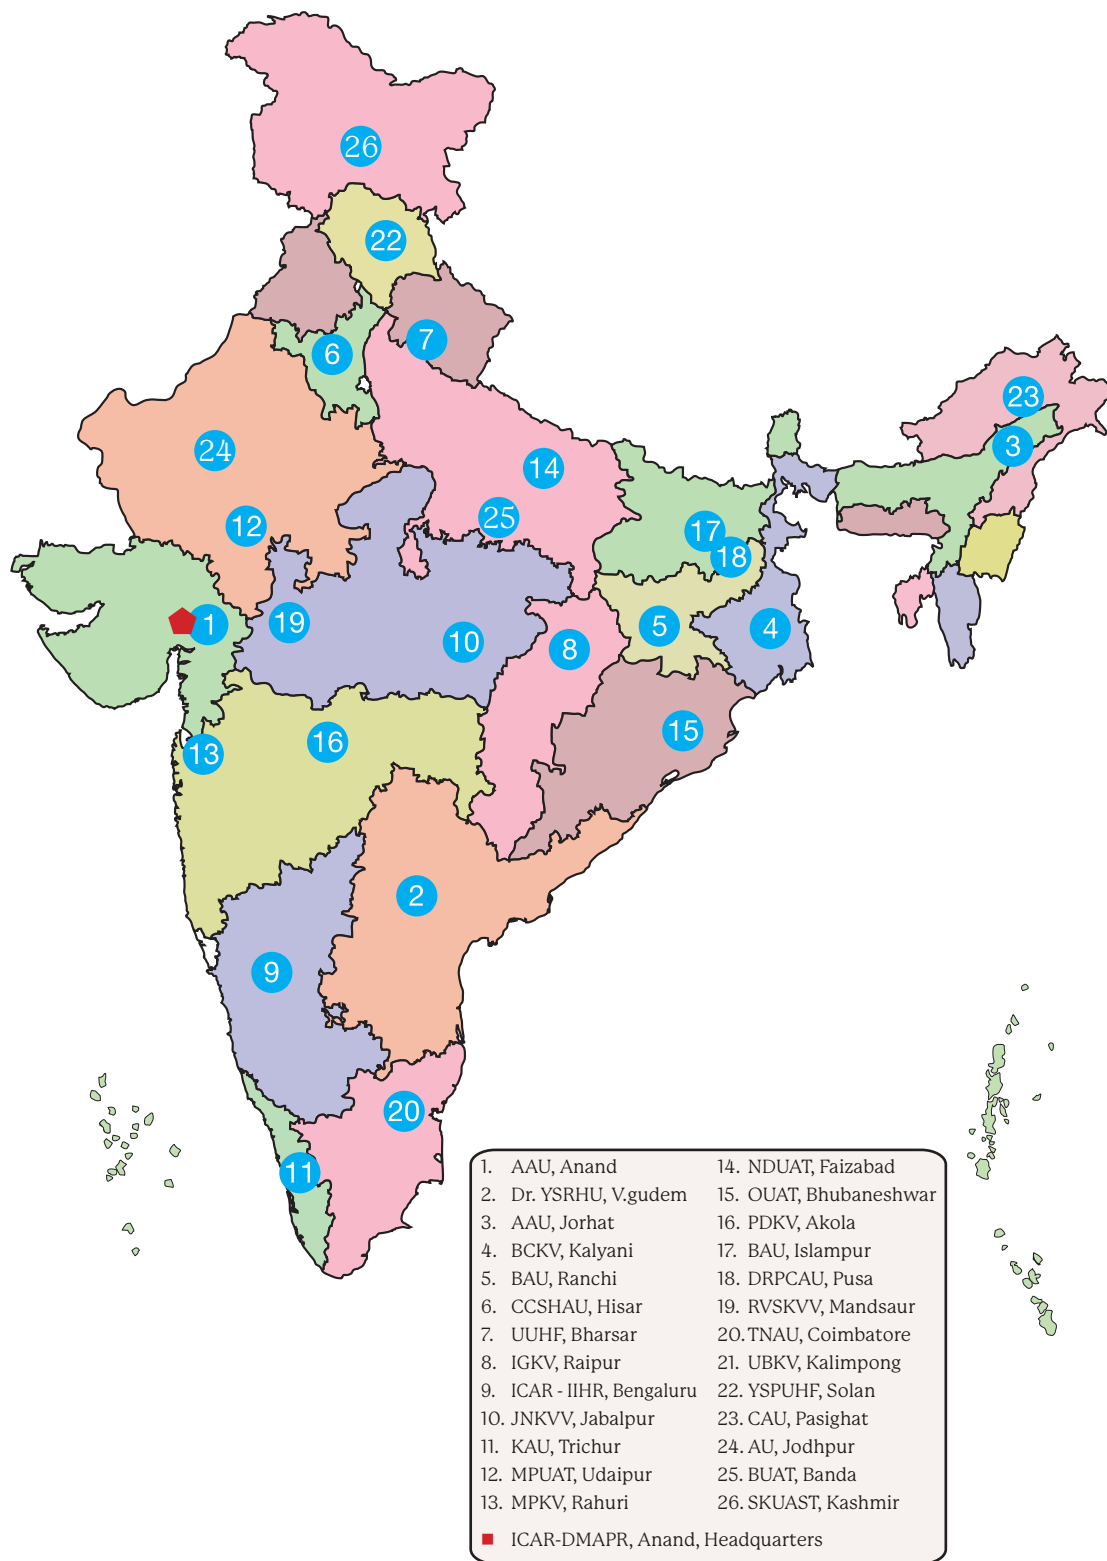 26
22
7
6
23
24
14
3
12
25
17
18
1
19
10
8
5
4
13
16
15
2
9
20
11
1. AAU, Anand
2. Dr. YSRHU, V.gudem
3. AAU, Jorhat
4. BCKV, Kalyani
5. BAU, Ranchi
6. CCSHAU, Hisar
7. UUHF, Bharsar
8. IGKV, Raipur
9. ICAR - IIHR, Bengaluru
10. JNKVV, Jabalpur
11. KAU, Trichur
12. MPUAT, Udaipur
13. MPKV, Rahuri
14. NDUAT, Faizabad
15. OUAT, Bhubaneshwar
16. PDKV, Akola
17. BAU, Islampur
18. DRPCAU, Pusa
19. RVSKVV, Mandsaur
20. TNAU, Coimbatore
21. UBKV, Kalimpong
22. YSPUHF, Solan
23. CAU, Pasighat
24. AU, Jodhpur
25. BUAT, Banda
26. SKUAST, Kashmir
ICAR-DMAPR, Anand, Headquarters